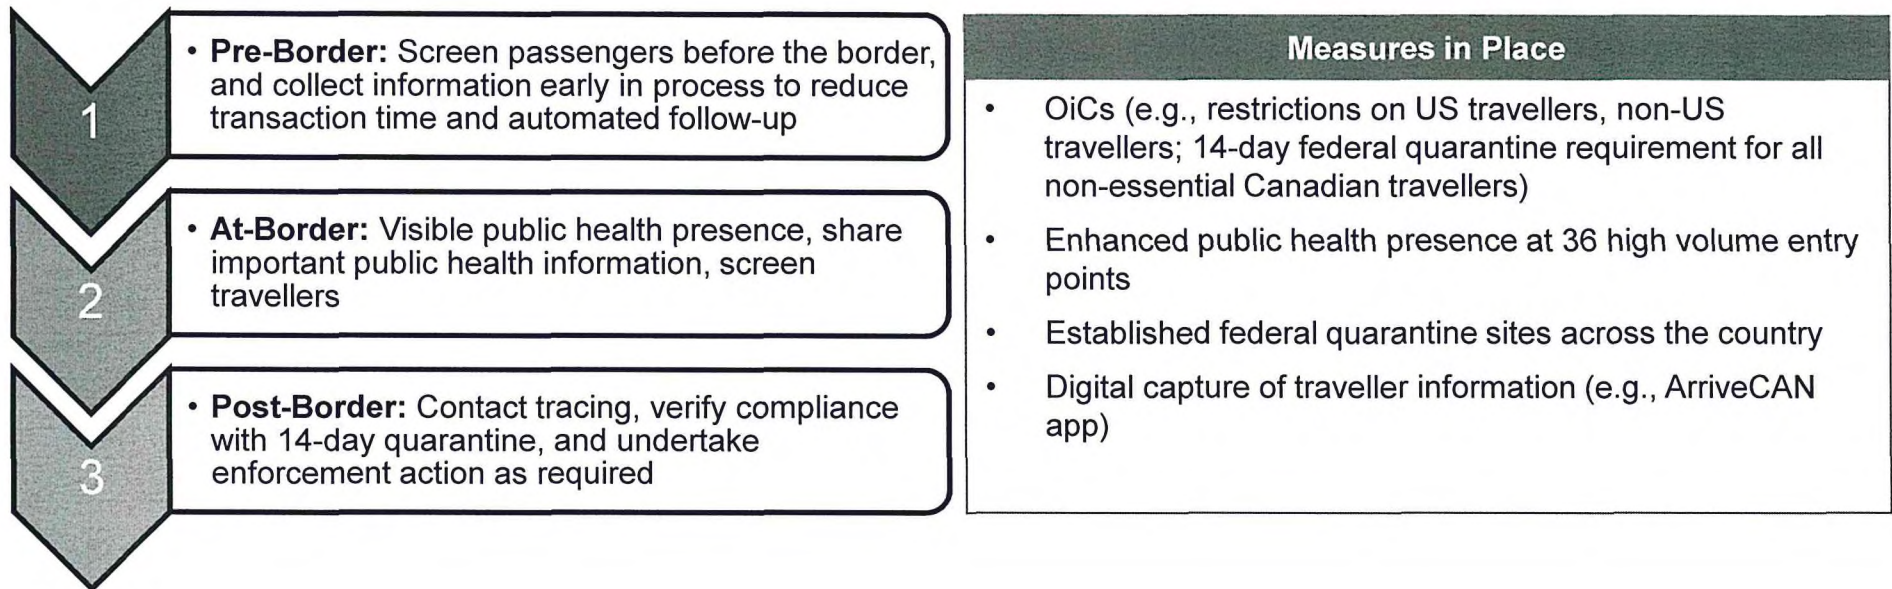 1
• Pre-Border: Screen passengers before the border,
and collect information early in process to reduce
transaction time and automated follow-up
2
• At-Border: Visible public health presence, share
important public health information, screen
travellers
3
• Post-Border: Contact tracing, verify compliance
with 14-day quarantine, and undertake
enforcement action as required
Measures in Place
• OiCs (e.g., restrictions on US travellers, non-US
travellers; 14-day federal quarantine requirement for all
non-essential Canadian travellers)
• Enhanced public health presence at 36 high volume entry
points
• Established federal quarantine sites across the country
• Digital capture of traveller information (e.g., ArriveCAN
app)